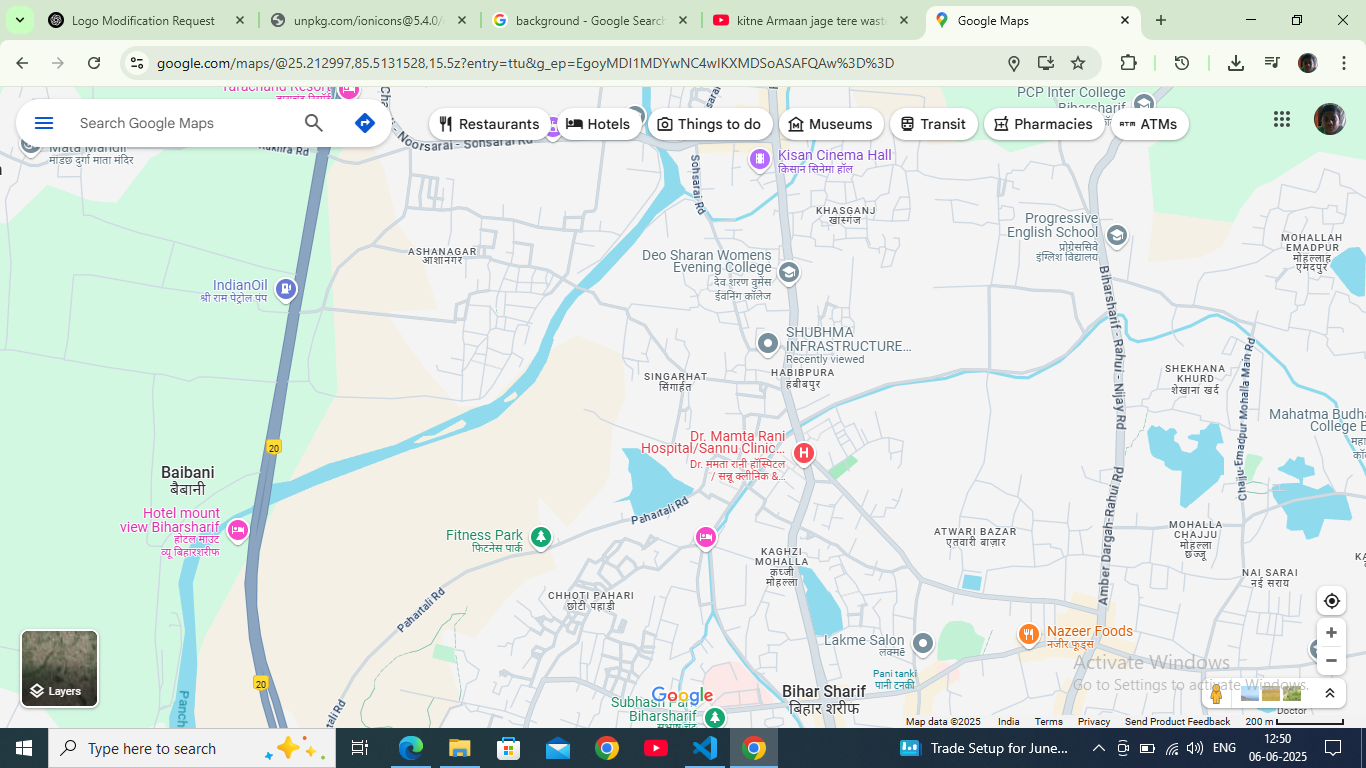 Logo Modification Request
unpkg.com/ionicons@5.4.0/
background - Google Search
kitne Armaan jage tere wast
Google Maps
google.com/maps/@25.212997,85.5131528,15.5z?entry=ttu&g_ep=EgoyMDI1MDYwNC4wIKXMDSoASAFQAw%3D%3D
Search Google Maps
Restaurants
Hotels
Things to do
Museums
Transit
Pharmacies
ATMs
Tarachand Resort
ताराचंद रिसॉर्ट
PCP Inter College
Biharsharif
Mata Mandir
मांडछ दुर्गा माता मंदिर
Noorsarai - Sohsarai Rd
Sohsarai Rd
Kisan Cinema Hall
किसान सिनेमा हॉल
KHASGANJ
खासगंज
Progressive
English School
प्रोग्रेससिवे
इंग्लिश विद्यालय
MOHALLAH
EMADPUR
मोहल्लाह
एमदपुर
ASHANAGAR
आशानगर
Deo Sharan Womens
Evening College
देव शरण वुमेंस
ईवनिंग कॉलेज
IndianOil
श्री राम पेट्रोल पंप
Biharsharif - Rahui - Nijay Rd
SHUBHMA
INFRASTRUCTURE...
Recently viewed
HABIBPURA
हबीबपुर
SINGARHAT
सिंगार्हत
SHEKHANA
KHURD
शेखाना खर्द
Chaju-Emadpur Mohalla Main Rd
Mahatma Budha
College B
Dr. Mamta Rani
Hospital/Sannu Clinic...
Dr. ममता रानी हॉस्पिटल
/ सन्नू क्लीनिक &...
20
Baibani
बैबानी
Hotel mount
view Biharsharif
होटल माउंट
व्यू बिहारशरीफ
Pahartali Rd
Fitness Park
फिटनेस पार्क
Amber Dargah-Rahui Rd
ATWARI BAZAR
एतवारी बाज़ार
MOHALLA
CHAJJU
मोहल्ला
छज्जू
KAGHZI
MOHALLA
कघ्जी
मोहल्ला
NAI SARAI
नई सराय
CHHOTI PAHARI
छोटी पहाड़ी
Pahartali Rd
Lakme Salon
लक्मē
Nazeer Foods
नजीर फूड्स
Pani tanki
पानी टनकी
Activate Windows
Go to Settings to activate Windows.
Layers
20
Panch
Google
Subhash Park
Biharsharif
Bihar Sharif
बिहार शरीफ
Doctor
Map data ©2025
India
Terms
Privacy
Send Product Feedback
200 m
Type here to search
Trade Setup for June...
ENG
12:50
06-06-2025